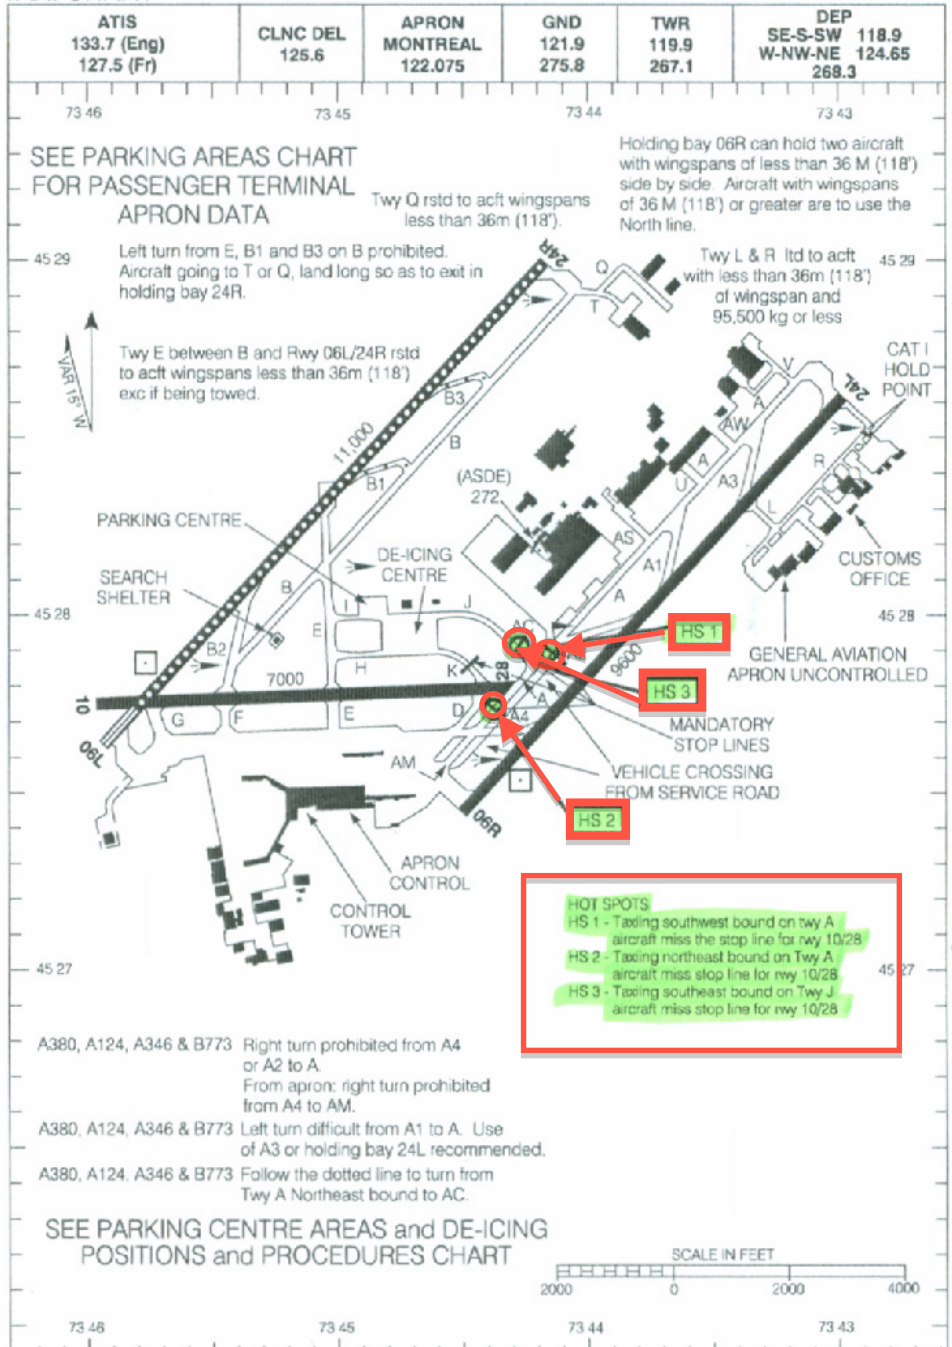 ATIS
133.7 (Eng)
127.5 (Fr)
CLNC DEL
125.6
APRON
MONTREAL
122.075
GND
121.9
275.8
TWR
119.9
267.1
DEP
SE-S-SW 118.9
W-NW-NE 124.65
268.3
73 46
73 45
73 44
73 43
SEE PARKING AREAS CHART
FOR PASSENGER TERMINAL
APRON DATA
Holding bay 06R can hold two aircraft
with wingspans of less than 36 M (118')
side by side. Aircraft with wingspans
of 36 M (118') or greater are to use the
North line.
Twy Q rstd to acft wingspans
less than 36m (118').
Left turn from E, B1 and B3 on B prohibited.
Aircraft going to T or Q, land long so as to exit in
holding bay 24R.
45 29
45 29
Twy L & R ltd to acft
with less than 36m (118')
of wingspan and
95,500 kg or less
24R
Q
T
VAR 15° W
Twy E between B and Rwy 06L/24R rstd
to acft wingspans less than 36m (118')
exc if being towed.
CAT I
HOLD
POINT
V
24L
B3
A
AW
11,000
B
A
R
B1
(ASDE)
272
U
A3
L
PARKING CENTRE
AS
DE-ICING
CENTRE
A1
CUSTOMS
OFFICE
SEARCH
SHELTER
B
I
J
A
45 28
45 28
E
AC
HS 1
B2
H
K
28
9600
GENERAL AVIATION
APRON UNCONTROLLED
7000
HS 3
10
G
F
E
D
A
A4
MANDATORY
STOP LINES
06L
AM
VEHICLE CROSSING
FROM SERVICE ROAD
06R
HS 2
APRON
CONTROL
CONTROL
TOWER
HOT SPOTS
HS 1 - Taxiing southwest bound on twy A
aircraft miss the stop line for rwy 10/28
HS 2 - Taxiing northeast bound on Twy A
aircraft miss stop line for rwy 10/28
HS 3 - Taxiing southeast bound on Twy J
aircraft miss stop line for rwy 10/28
45 27
45 27
A380, A124, A346 & B773 Right turn prohibited from A4
or A2 to A.
From apron: right turn prohibited
from A4 to AM.
A380, A124, A346 & B773 Left turn difficult from A1 to A. Use
of A3 or holding bay 24L recommended.
A380, A124, A346 & B773 Follow the dotted line to turn from
Twy A Northeast bound to AC.
SEE PARKING CENTRE AREAS and DE-ICING
POSITIONS and PROCEDURES CHART
SCALE IN FEET
2000
0
2000
4000
73 46
73 45
73 44
73 43